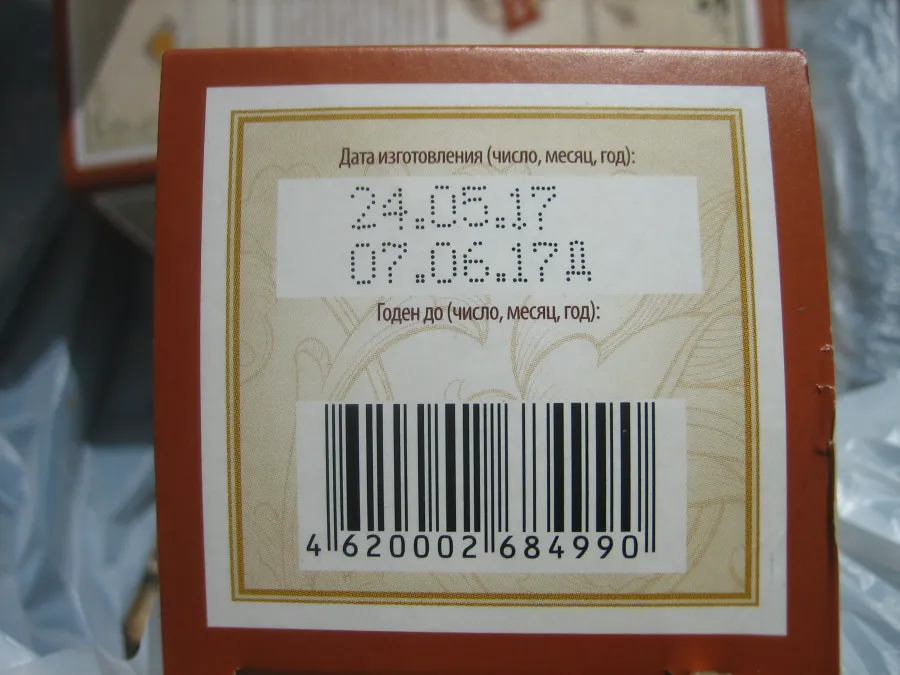 Дата изготовления (число, месяц, год):
24.05.17
07.06.17Д
Годен до (число, месяц, год):
4 620002 684990